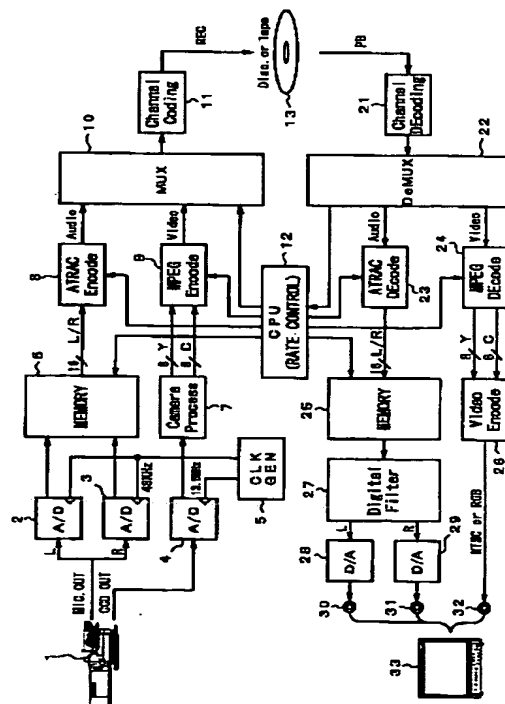 1
MIC. OUT
CCD OUT
L
R
2
A/D
3
A/D
48KHz
4
A/D
5
CLK
GEN
6
MEMORY
16 L/R
7
Camera
Process
8 Y
8 C
8
ATRAC
Encode
9
MPEG
Encode
Audio
Video
10
MUX
11
Channel
Coding
REC
Disc. or tape
13
PB
12
CPU
(RATE-CONTROL)
21
Channel
DEcoding
22
DeMUX
Audio
Video
23
ATRAC
DEcode
24
MPEG
DEcode
16 L/R
8 Y
8 C
25
MEMORY
Video
Encode
26
27
Digital
Filter
L
R
28
D/A
29
D/A
NTSC or RGB
30
31
32
33